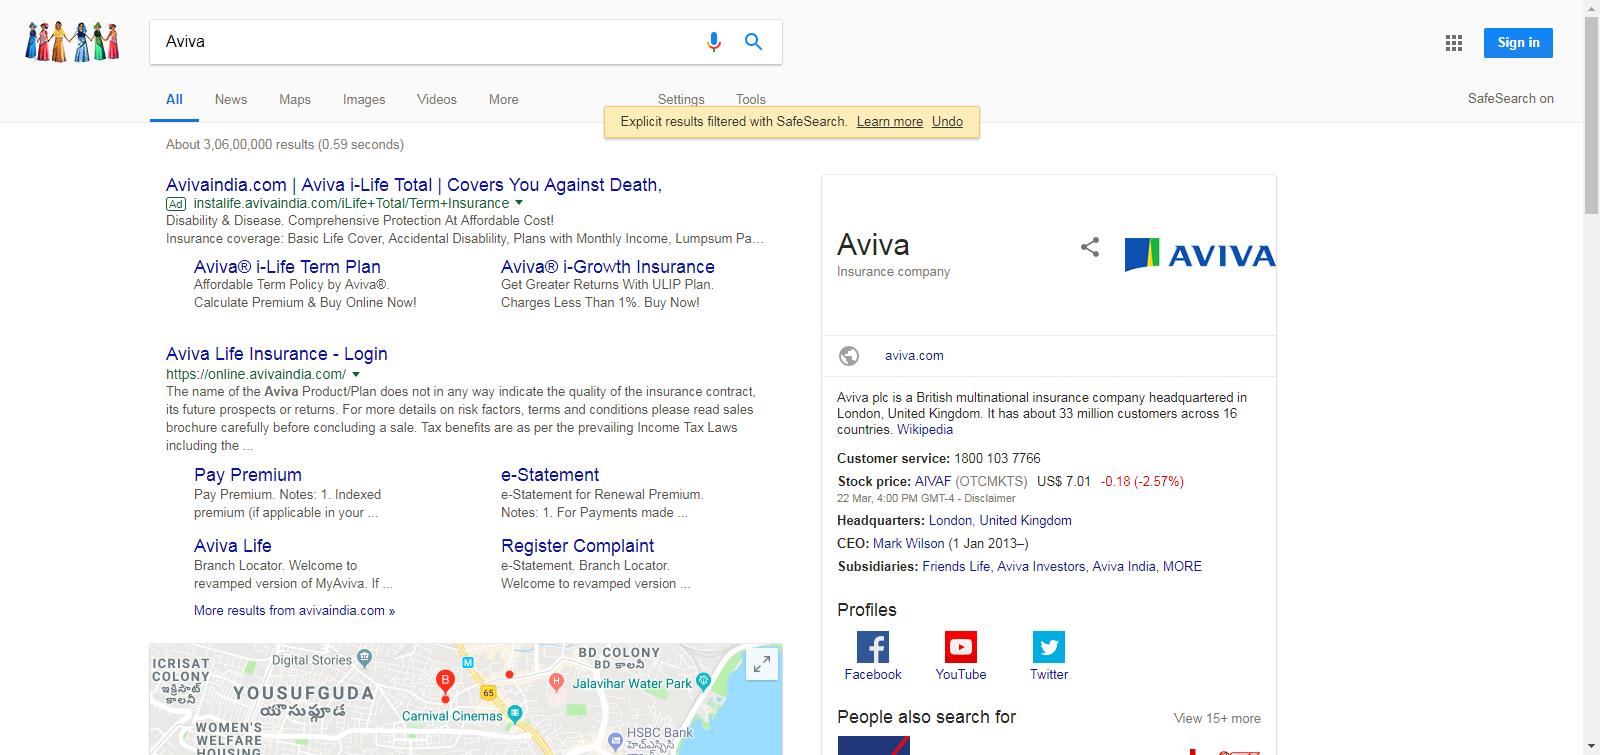 Aviva
Sign in
All News Maps Images Videos More Settings Tools
SafeSearch on
Explicit results filtered with SafeSearch. Learn more Undo
About 3,06,00,000 results (0.59 seconds)
Avivaindia.com | Aviva i-Life Total | Covers You Against Death,
Ad instalife.avivaindia.com/iLife+Total/Term+Insurance
Disability & Disease. Comprehensive Protection At Affordable Cost!
Insurance coverage: Basic Life Cover, Accidental Disablility, Plans with Monthly Income, Lumpsum Pa…
Aviva® i-Life Term Plan
Affordable Term Policy by Aviva®.
Calculate Premium & Buy Online Now!
Aviva® i-Growth Insurance
Get Greater Returns With ULIP Plan.
Charges Less Than 1%. Buy Now!
Aviva Life Insurance - Login
https://online.avivaindia.com/
The name of the Aviva Product/Plan does not in any way indicate the quality of the insurance contract,
its future prospects or returns. For more details on risk factors, terms and conditions please read sales
brochure carefully before concluding a sale. Tax benefits are as per the prevailing Income Tax Laws
including the ...
Pay Premium
Pay Premium. Notes: 1. Indexed
premium (if applicable in your ...
e-Statement
e-Statement for Renewal Premium.
Notes: 1. For Payments made ...
Aviva Life
Branch Locator. Welcome to
revamped version of MyAviva. If ...
Register Complaint
e-Statement. Branch Locator.
Welcome to revamped version ...
More results from avivaindia.com »
ICRISAT
COLONY
ఇక్రిసాట్
కాలనీ
Digital Stories
M
BD COLONY
BD కాలనీ
YOUSUFGUDA
యూసుఫ్గూడ
B
65
H
Jalavihar Water Park
Carnival Cinemas
WOMEN'S
WELFARE
HOUSING
HSBC Bank
Aviva
Insurance company
AVIVA
aviva.com
Aviva plc is a British multinational insurance company headquartered in
London, United Kingdom. It has about 33 million customers across 16
countries. Wikipedia
Customer service: 1800 103 7766
Stock price: AIVAF (OTCMKTS) US$ 7.01 -0.18 (-2.57%)
22 Mar, 4:00 PM GMT-4 - Disclaimer
Headquarters: London, United Kingdom
CEO: Mark Wilson (1 Jan 2013–)
Subsidiaries: Friends Life, Aviva Investors, Aviva India, MORE
Profiles
Facebook YouTube Twitter
People also search for
View 15+ more